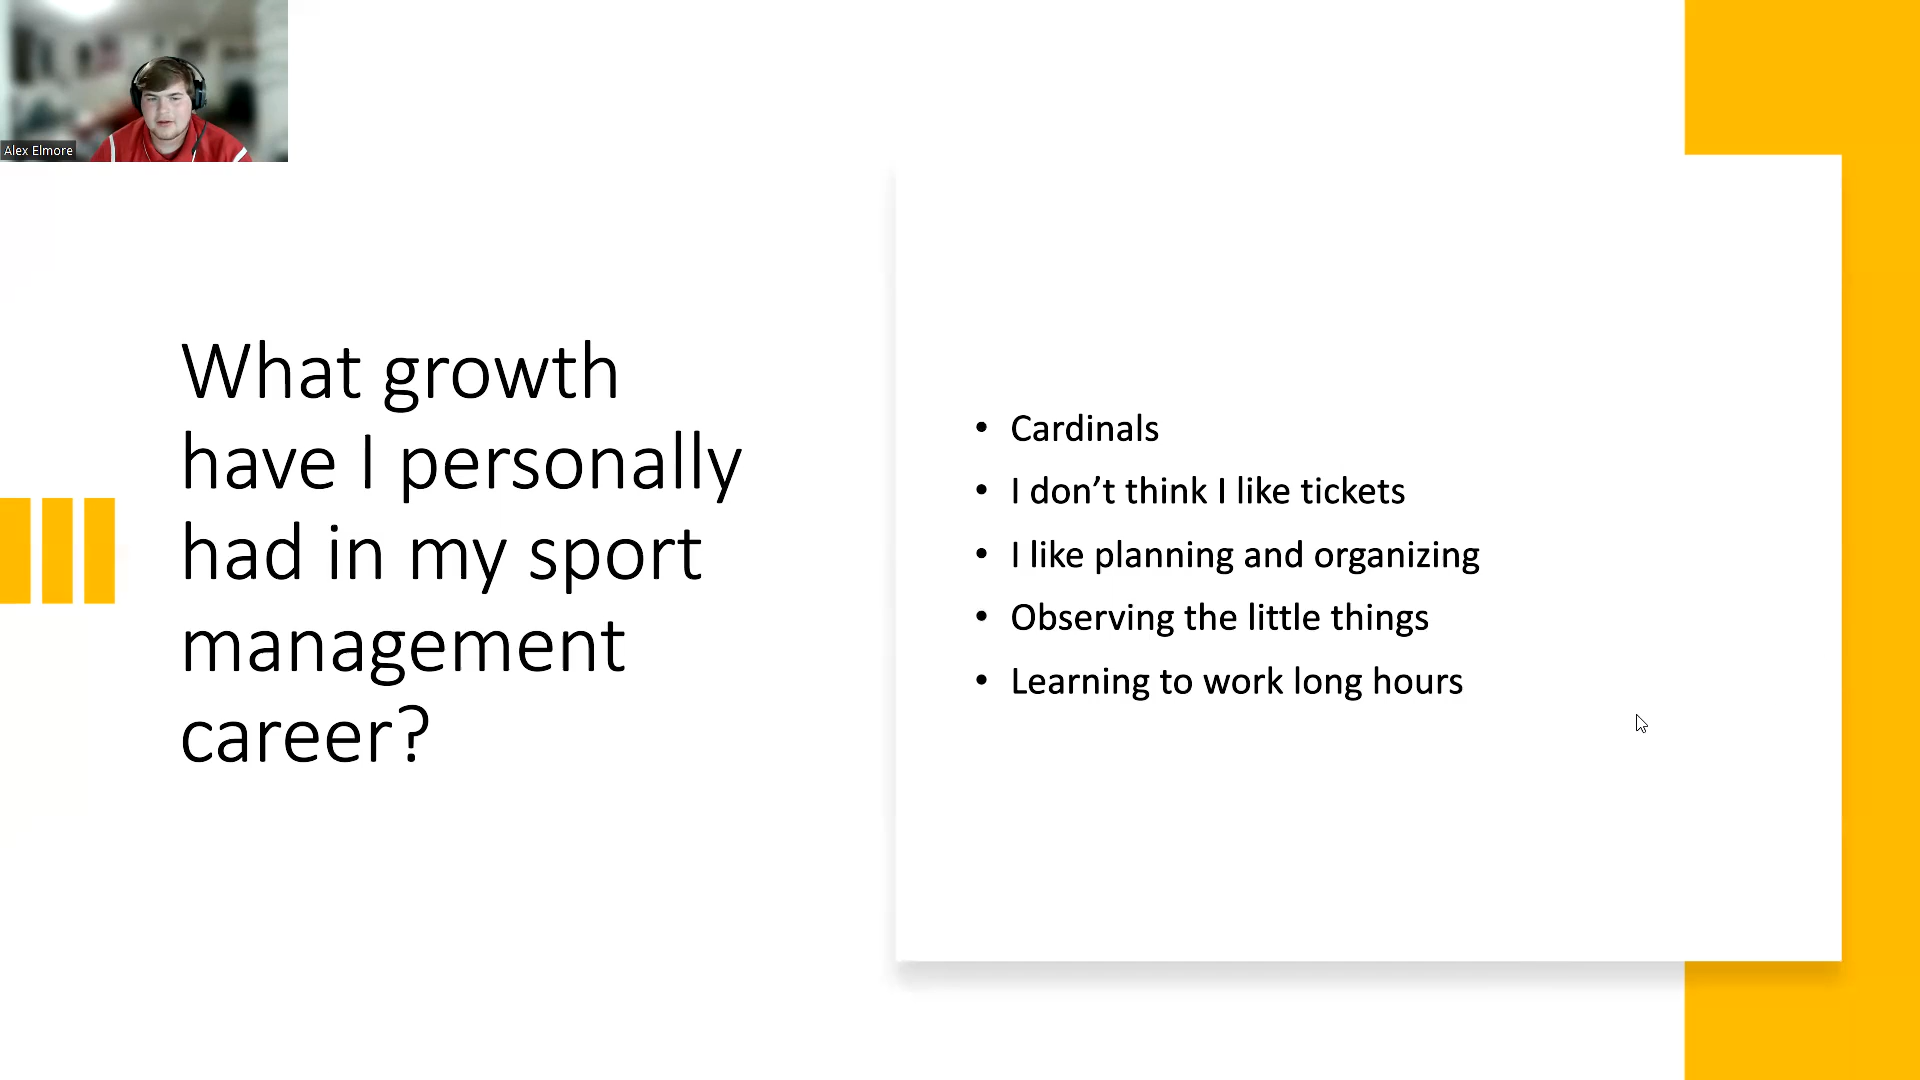 Alex Elmore
What growth
have I personally
had in my sport
management
career?
• Cardinals
• I don’t think I like tickets
• I like planning and organizing
• Observing the little things
• Learning to work long hours